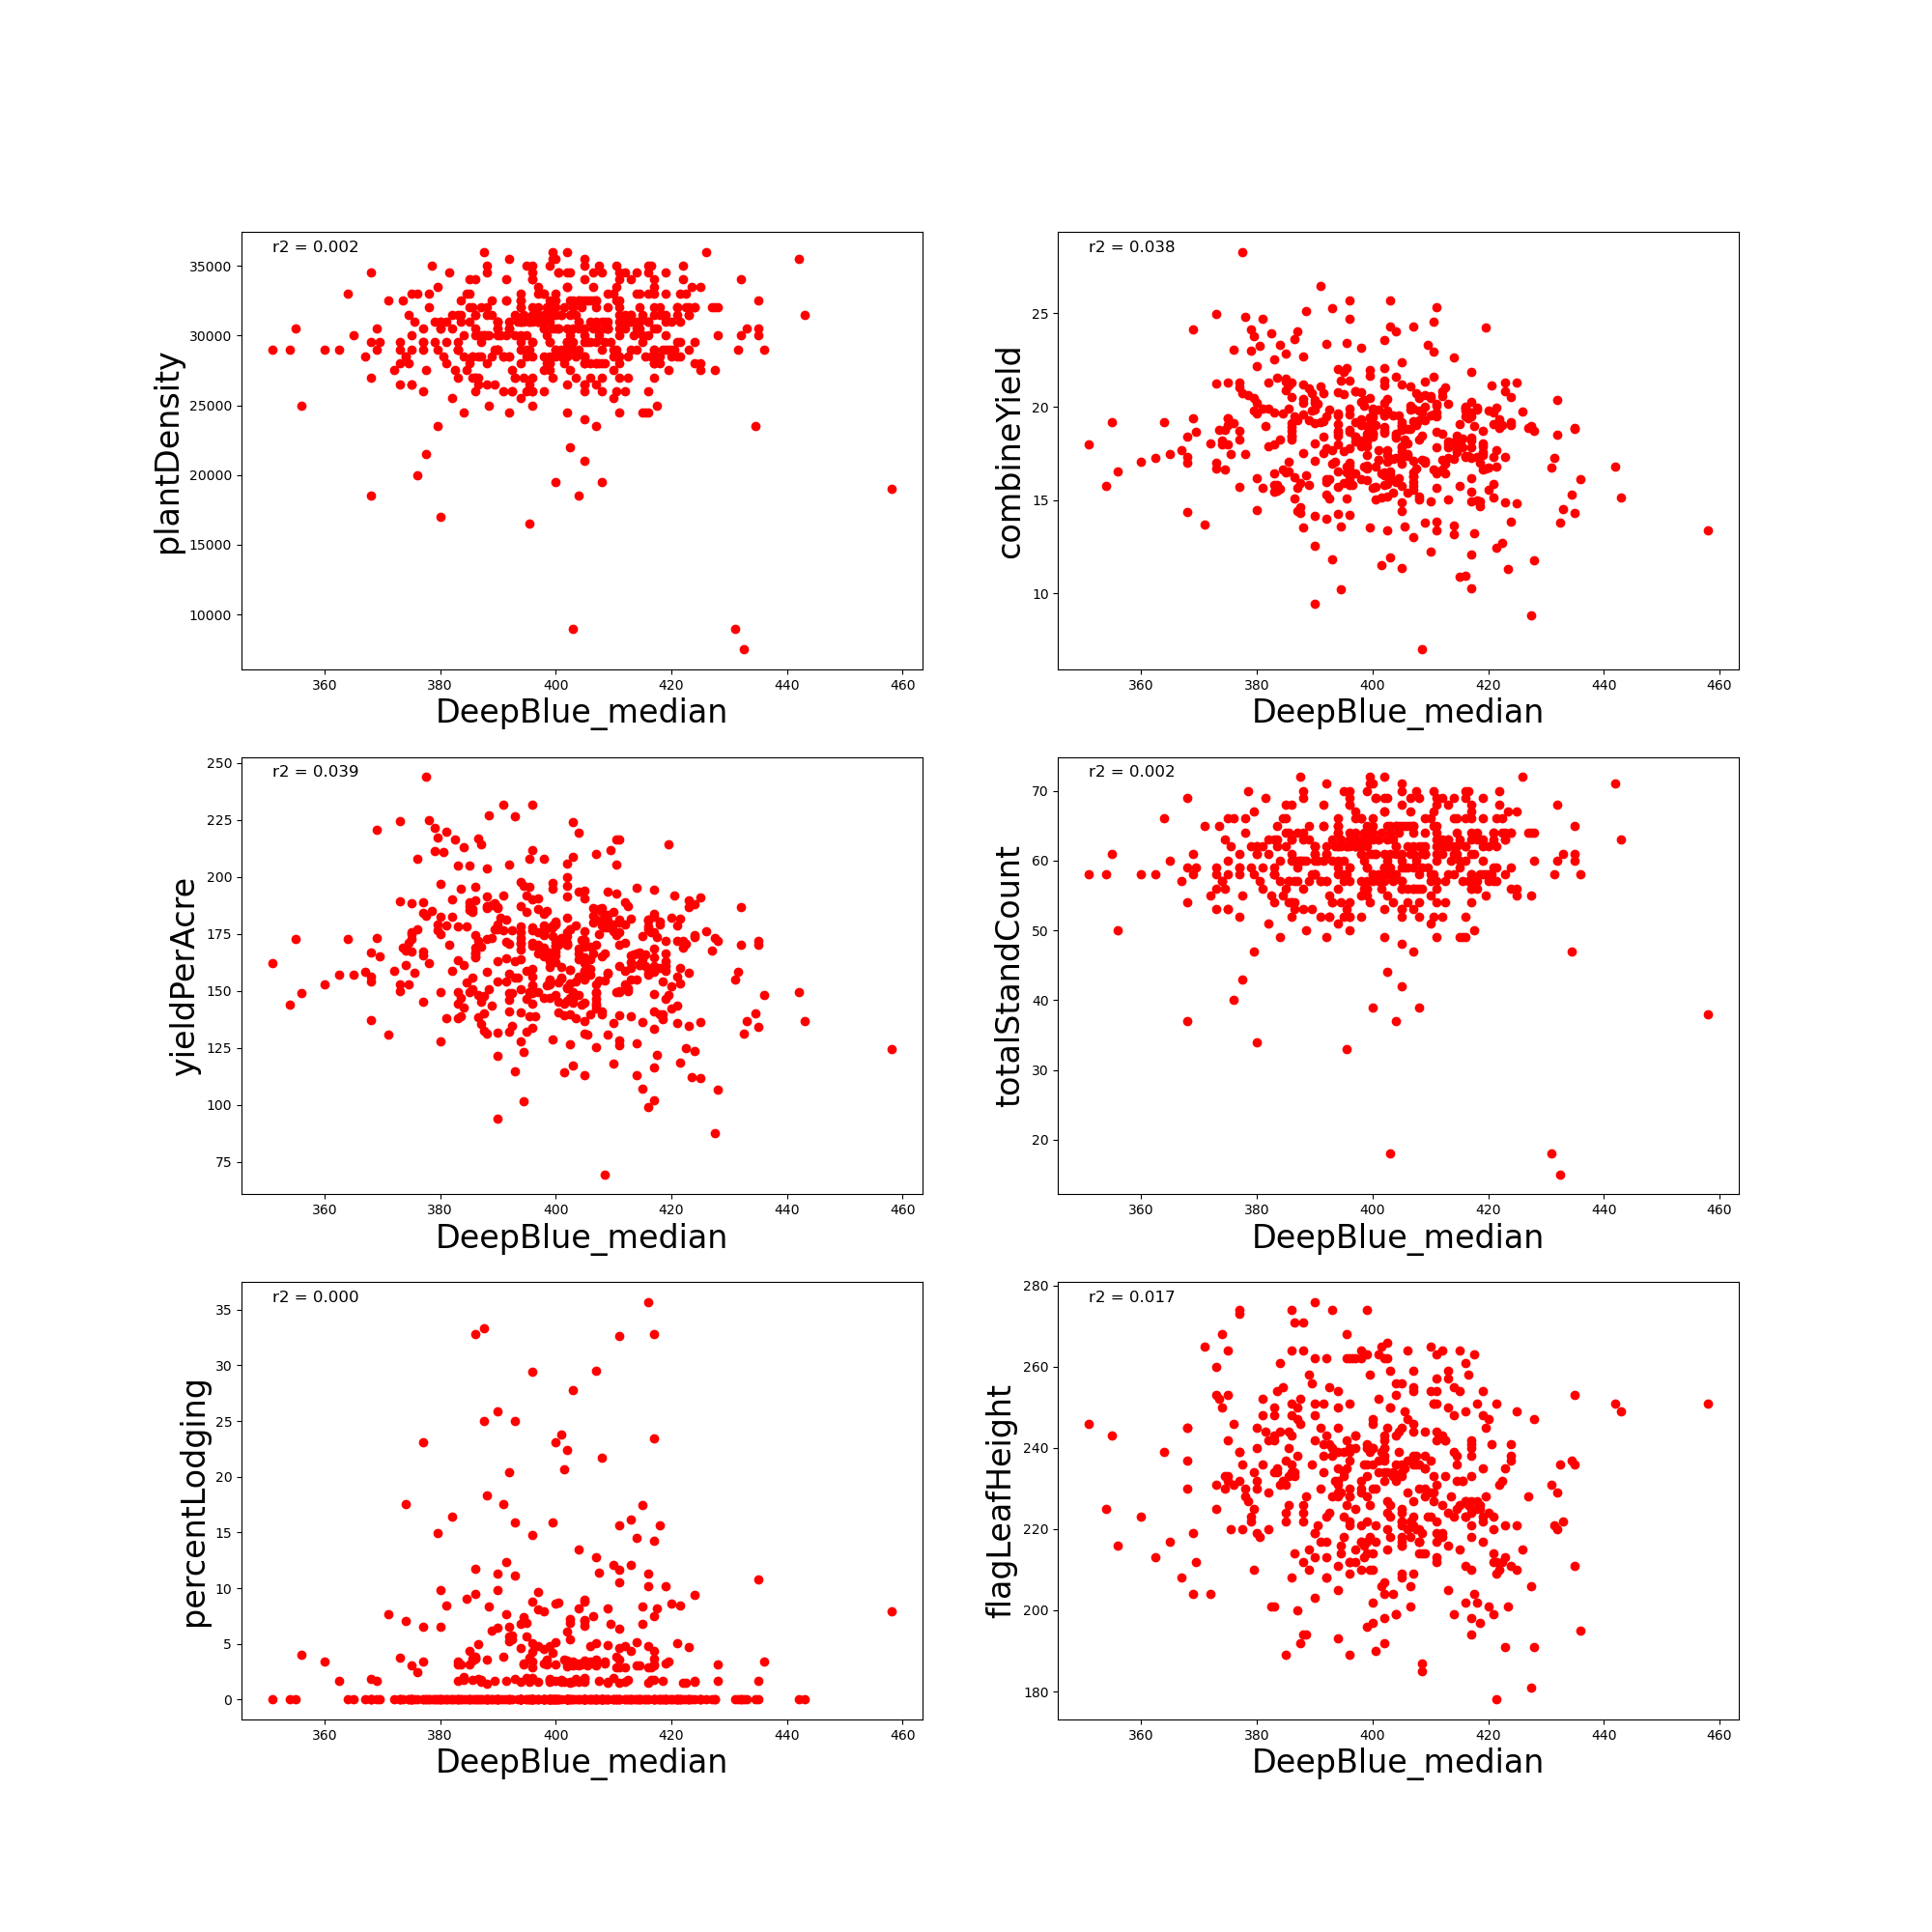 r2 = 0.002
35000
30000
25000
20000
15000
10000
plantDensity
360 380 400 420 440 460
DeepBlue_median
r2 = 0.038
25
20
15
10
combineYield
360 380 400 420 440 460
DeepBlue_median
r2 = 0.039
250
225
200
175
150
125
100
75
yieldPerAcre
360 380 400 420 440 460
DeepBlue_median
r2 = 0.002
70
60
50
40
30
20
totalStandCount
360 380 400 420 440 460
DeepBlue_median
r2 = 0.000
35
30
25
20
15
10
5
0
percentLodging
360 380 400 420 440 460
DeepBlue_median
r2 = 0.017
280
260
240
220
200
180
flagLeafHeight
360 380 400 420 440 460
DeepBlue_median